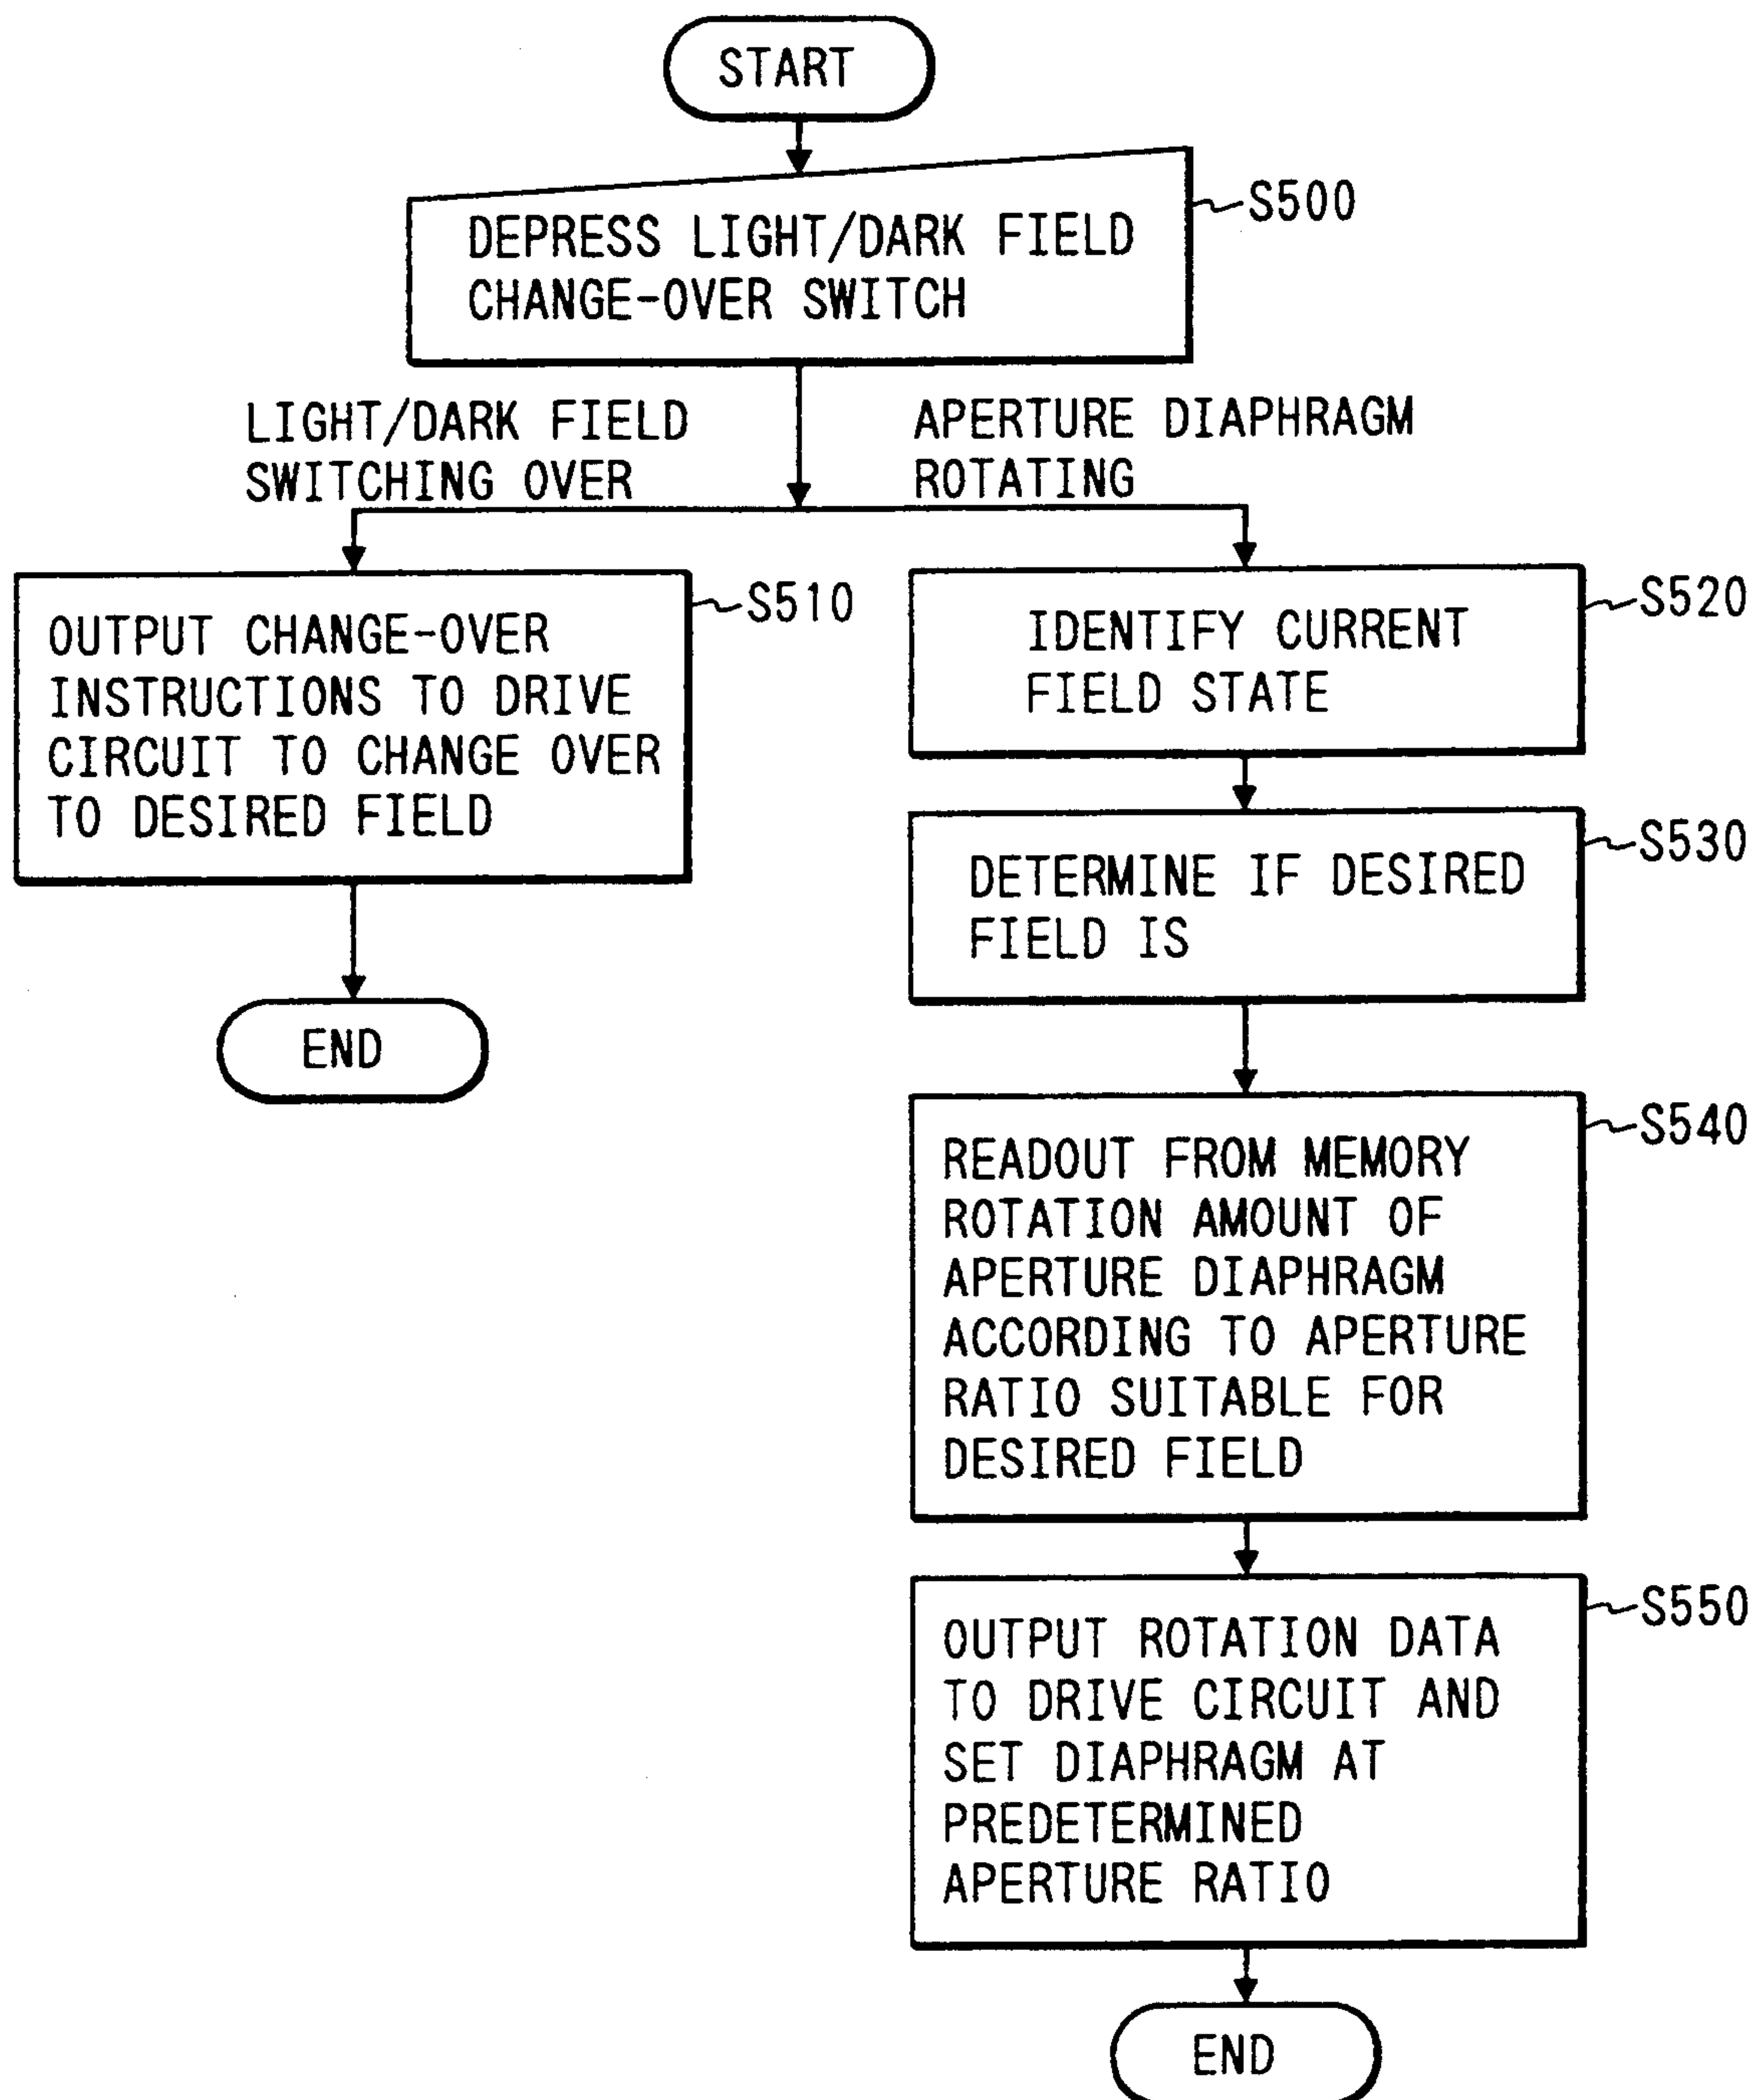 START
DEPRESS LIGHT/DARK FIELD
CHANGE-OVER SWITCH
S500
LIGHT/DARK FIELD
SWITCHING OVER
APERTURE DIAPHRAGM
ROTATING
OUTPUT CHANGE-OVER
INSTRUCTIONS TO DRIVE
CIRCUIT TO CHANGE OVER
TO DESIRED FIELD
S510
END
IDENTIFY CURRENT
FIELD STATE
S520
DETERMINE IF DESIRED
FIELD IS
S530
READOUT FROM MEMORY
ROTATION AMOUNT OF
APERTURE DIAPHRAGM
ACCORDING TO APERTURE
RATIO SUITABLE FOR
DESIRED FIELD
S540
OUTPUT ROTATION DATA
TO DRIVE CIRCUIT AND
SET DIAPHRAGM AT
PREDETERMINED
APERTURE RATIO
S550
END